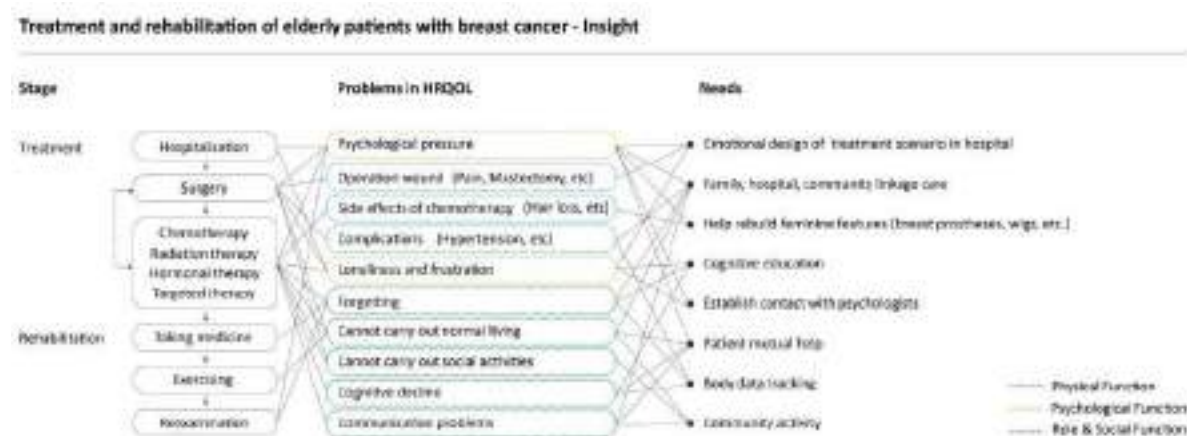 Treatment and rehabilitation of elderly patients with breast cancer - Insight
Stage
Problems in HRQOL
Needs
Treatment
Hospitalisation
Surgery
Chemotherapy
Radiation therapy
Hormonal therapy
Targeted therapy
Rehabilitation
Taking medicine
Exercising
Reexamination
Psychological pressure
Operation wound (Pain, Mastectomy, etc)
Side effects of chemotherapy (Hair loss, etc)
Complications (Hypertension, etc)
Loneliness and frustration
Forgetting
Cannot carry out normal living
Cannot carry out social activities
Cognitive decline
Communication problems
Emotional design of treatment scenario in hospital
Family, hospital, community linkage care
Help rebuild feminine features (breast prostheses, wigs, etc.)
Cognitive education
Establish contact with psychologists
Patient mutual help
Body data tracking
Community activity
Physical Function
Psychological Function
Role & Social Function